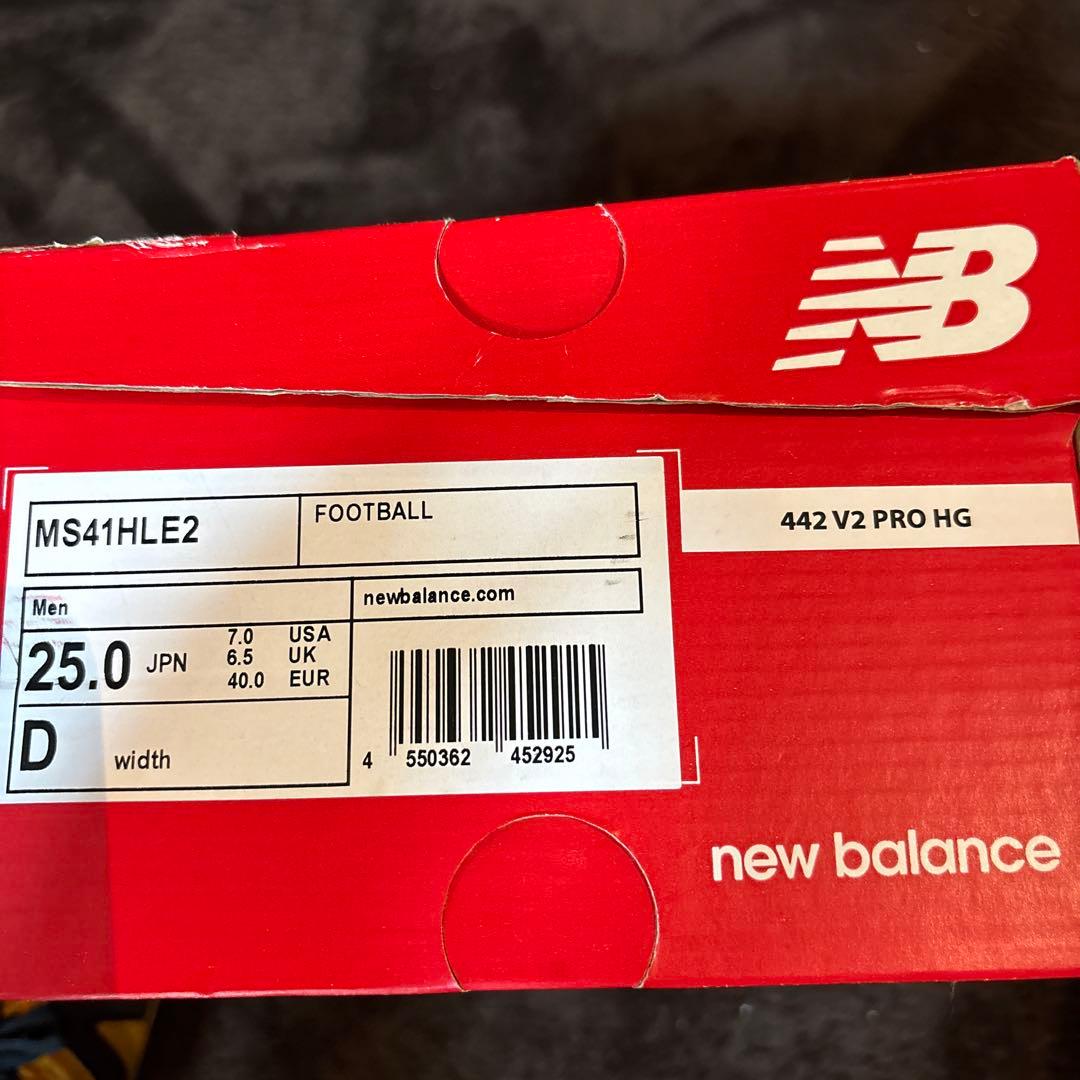 NB
MS41HLE2
FOOTBALL
442 V2 PRO HG
Men
newbalance.com
25.0 JPN
7.0 USA
6.5 UK
40.0 EUR
D width
4 550362 452925
new balance